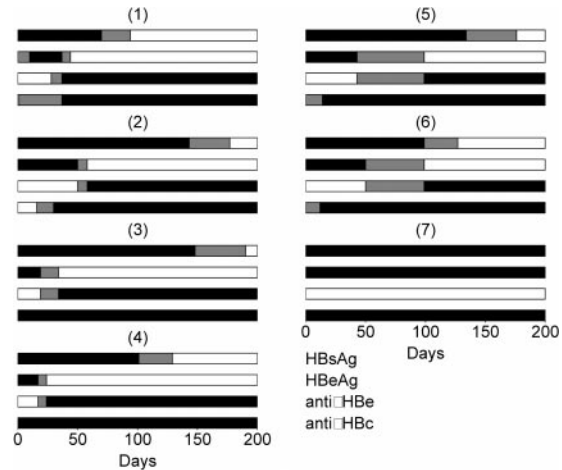 (1)
(2)
(3)
(4)
0 50 100 150 200
Days
(5)
(6)
(7)
0 50 100 150 200
Days
HBsAg
HBeAg
anti□HBe
anti□HBc